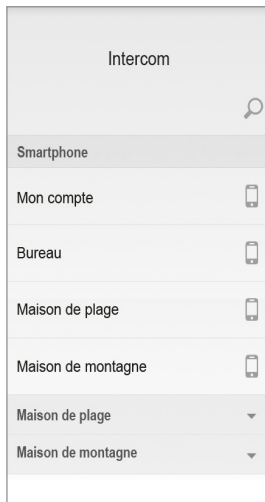 Intercom
Smartphone
Mon compte
Bureau
Maison de plage
Maison de montagne
Maison de plage
Maison de montagne